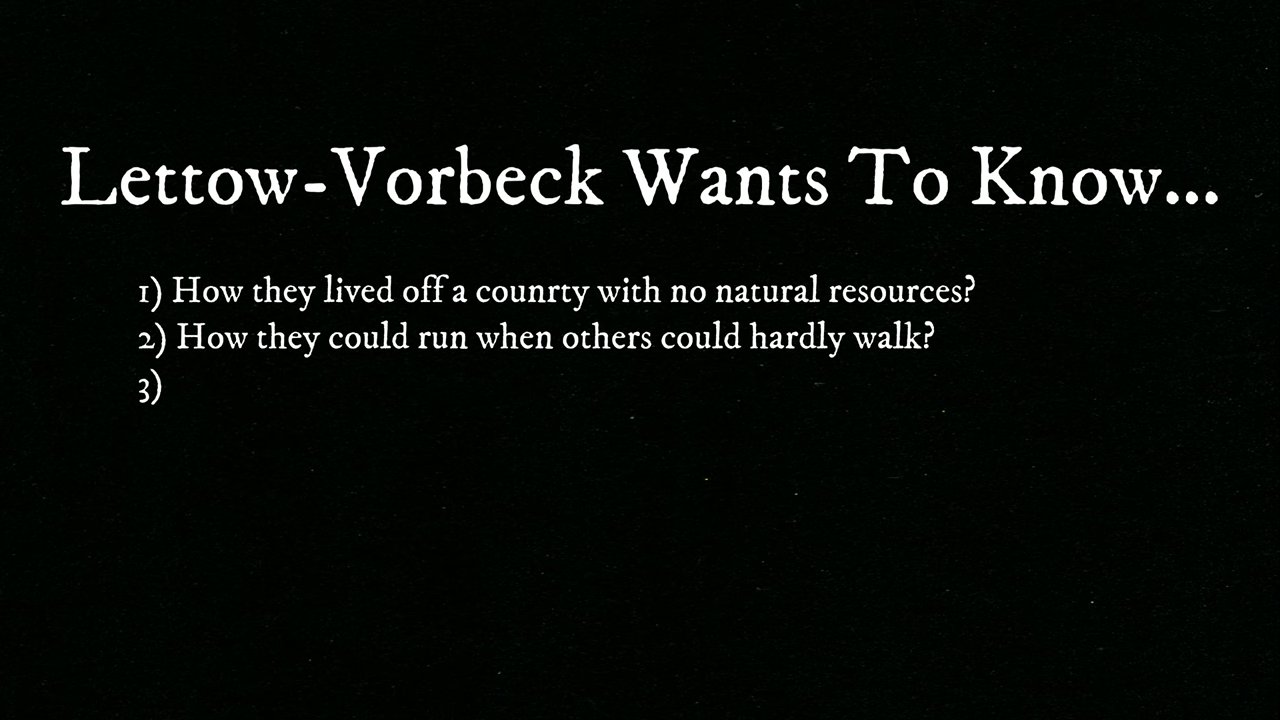 Lettow-Vorbeck Wants To Know...
1) How they lived off a counrty with no natural resources?
2) How they could run when others could hardly walk?
3)